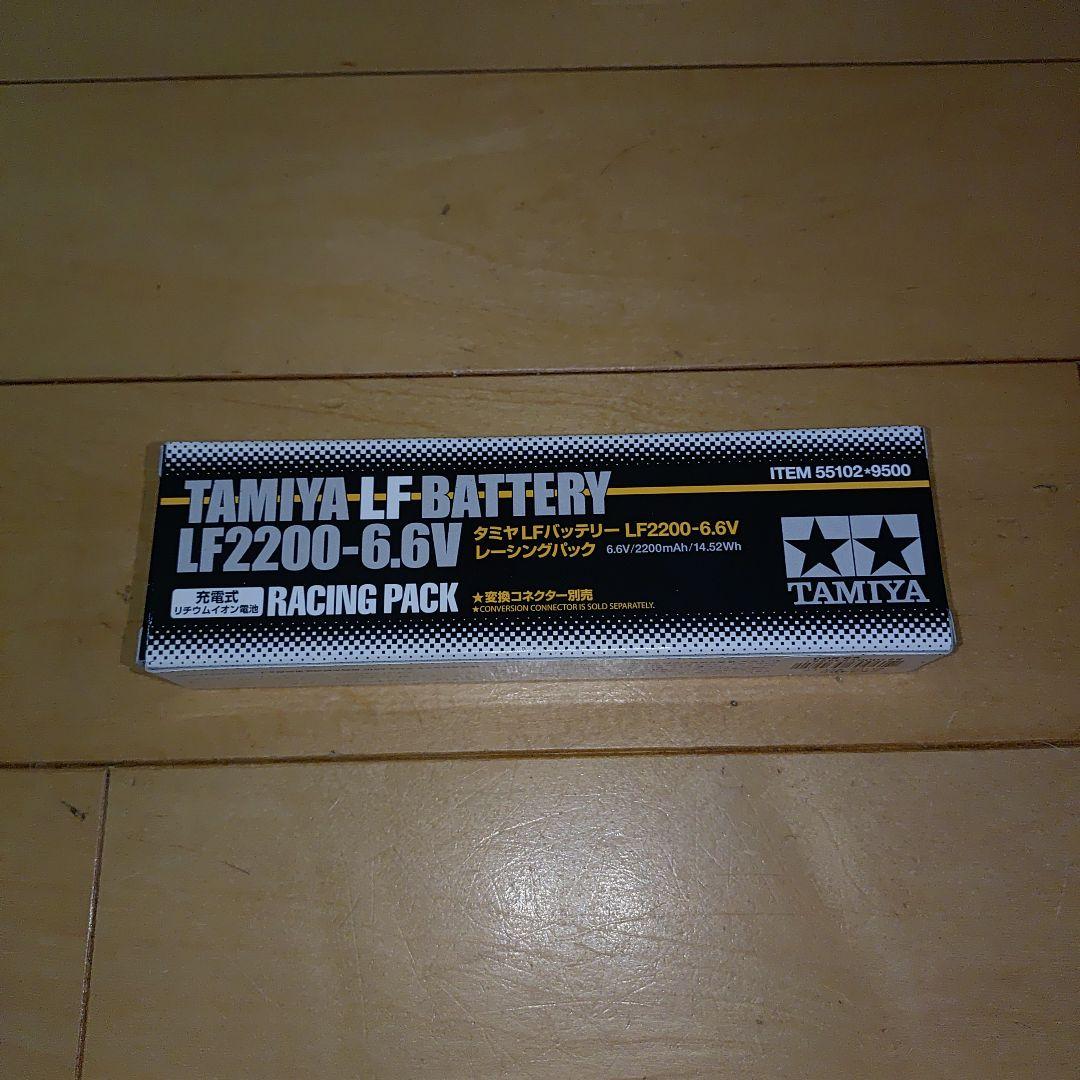 ITEM 55102★9500
TAMIYA LF BATTERY
LF2200-6.6V
タミヤLFバッテリー LF2200-6.6V
レーシングパック 6.6V/2200mAh/14.52Wh
充電式
リチウムイオン電池
RACING PACK
★変換コネクター別売
★CONVERSION CONNECTOR IS SOLD SEPARATELY.
TAMIYA